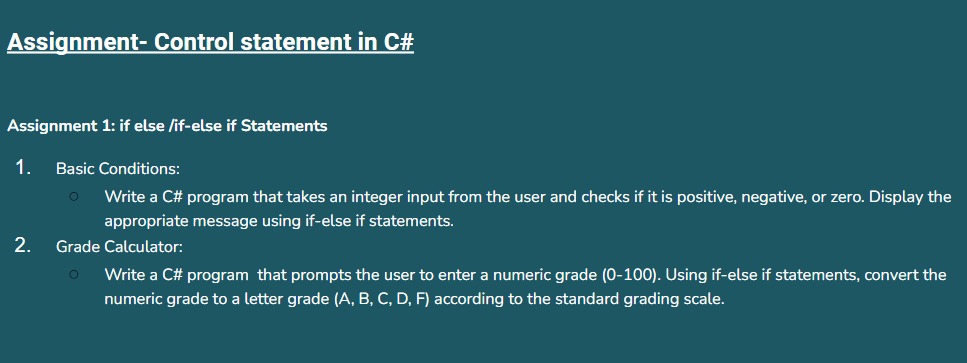 Assignment- Control statement in C#
Assignment 1: if else /if-else if Statements
1. Basic Conditions:
○ Write a C# program that takes an integer input from the user and checks if it is positive, negative, or zero. Display the
appropriate message using if-else if statements.
2. Grade Calculator:
○ Write a C# program  that prompts the user to enter a numeric grade (0-100). Using if-else if statements, convert the
numeric grade to a letter grade (A, B, C, D, F) according to the standard grading scale.